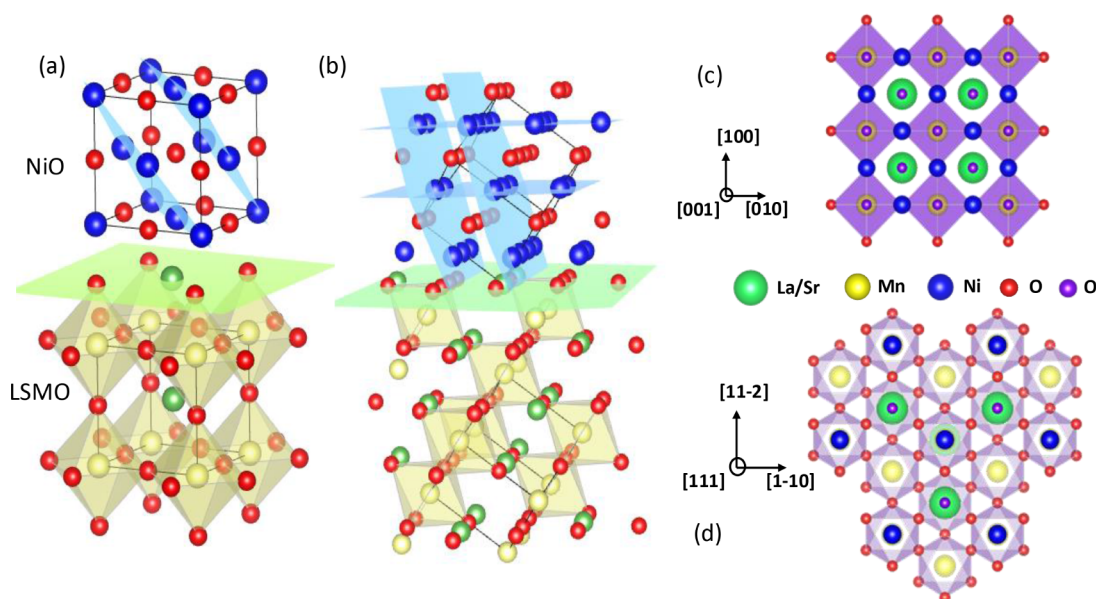 (a)
(b)
(c)
NiO
[100]
[001]
[010]
La/Sr
Mn
Ni
O
O
LSMO
[11-2]
[111]
[1-10]
(d)